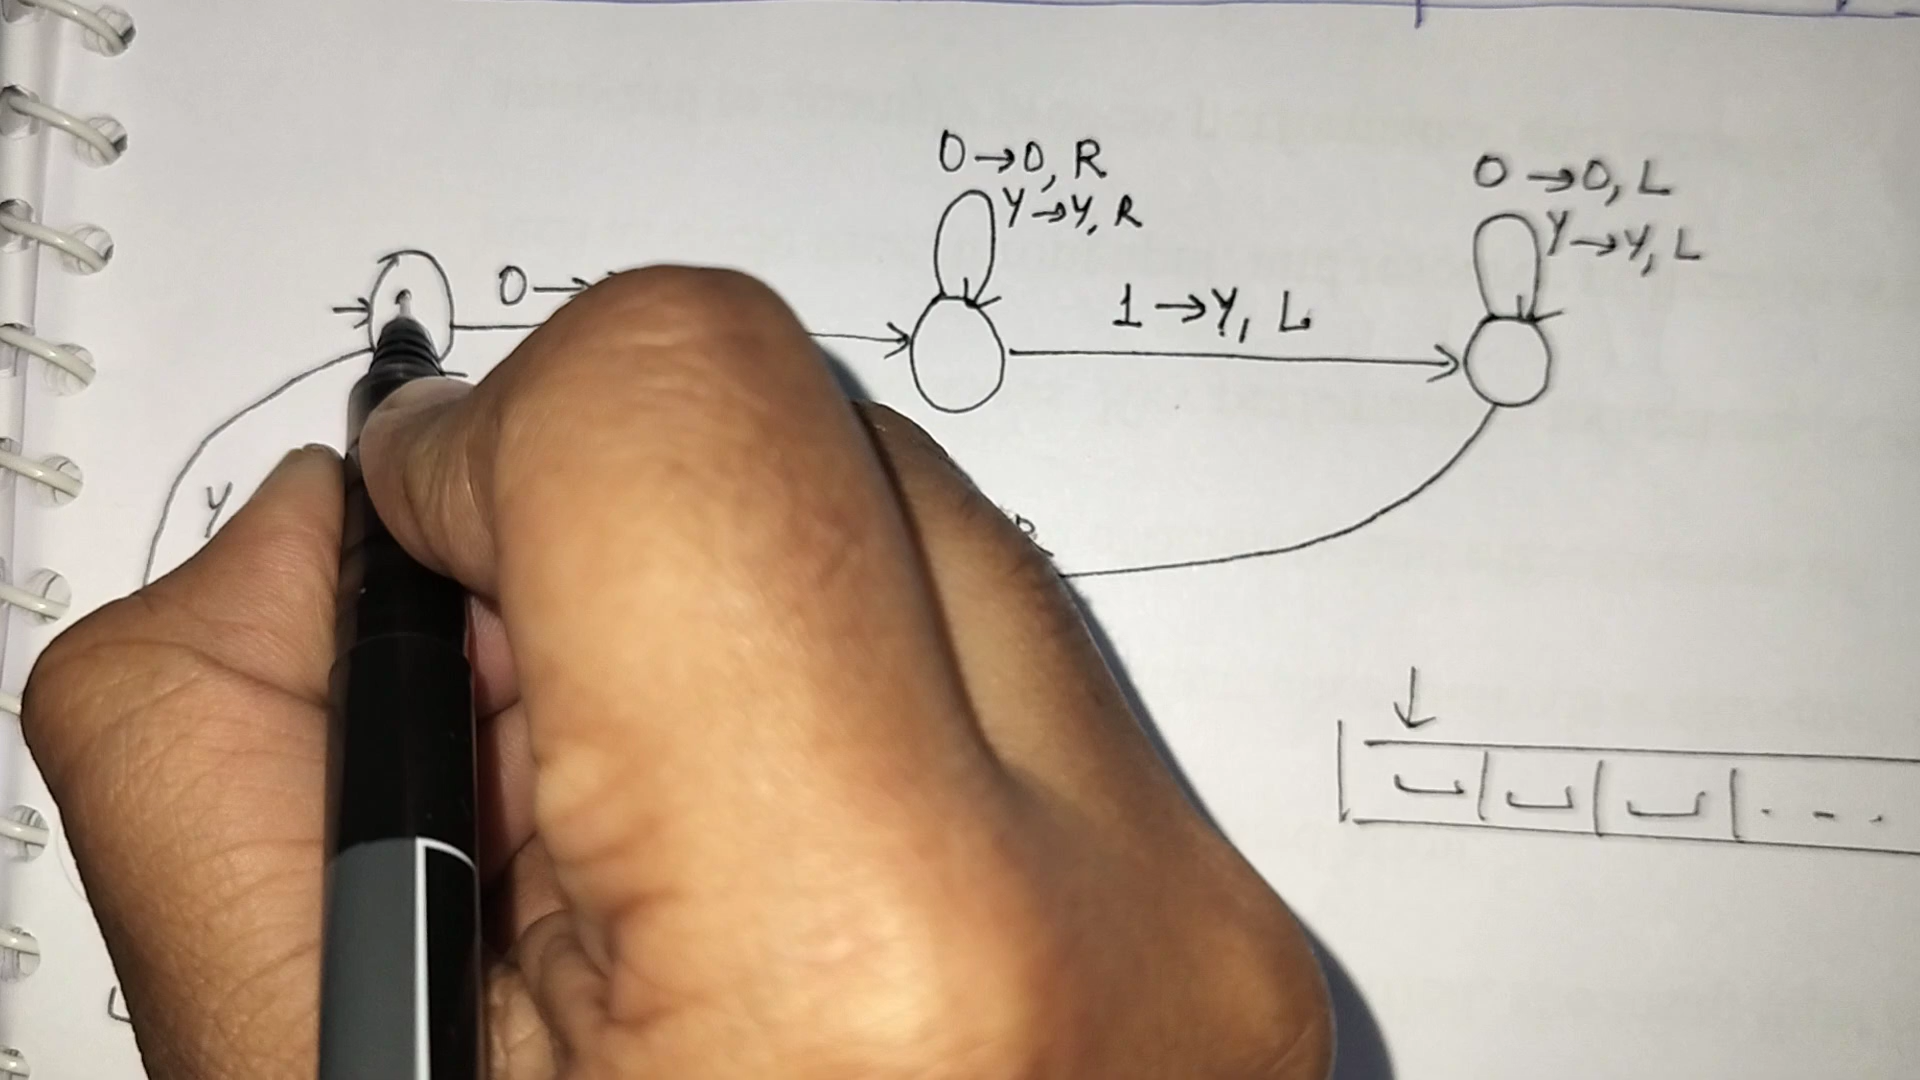 0→0, R
Y→Y, R
0→0, L
Y→Y, L
0→
1→Y, L
Y
R
␣ ␣ ␣ . - .